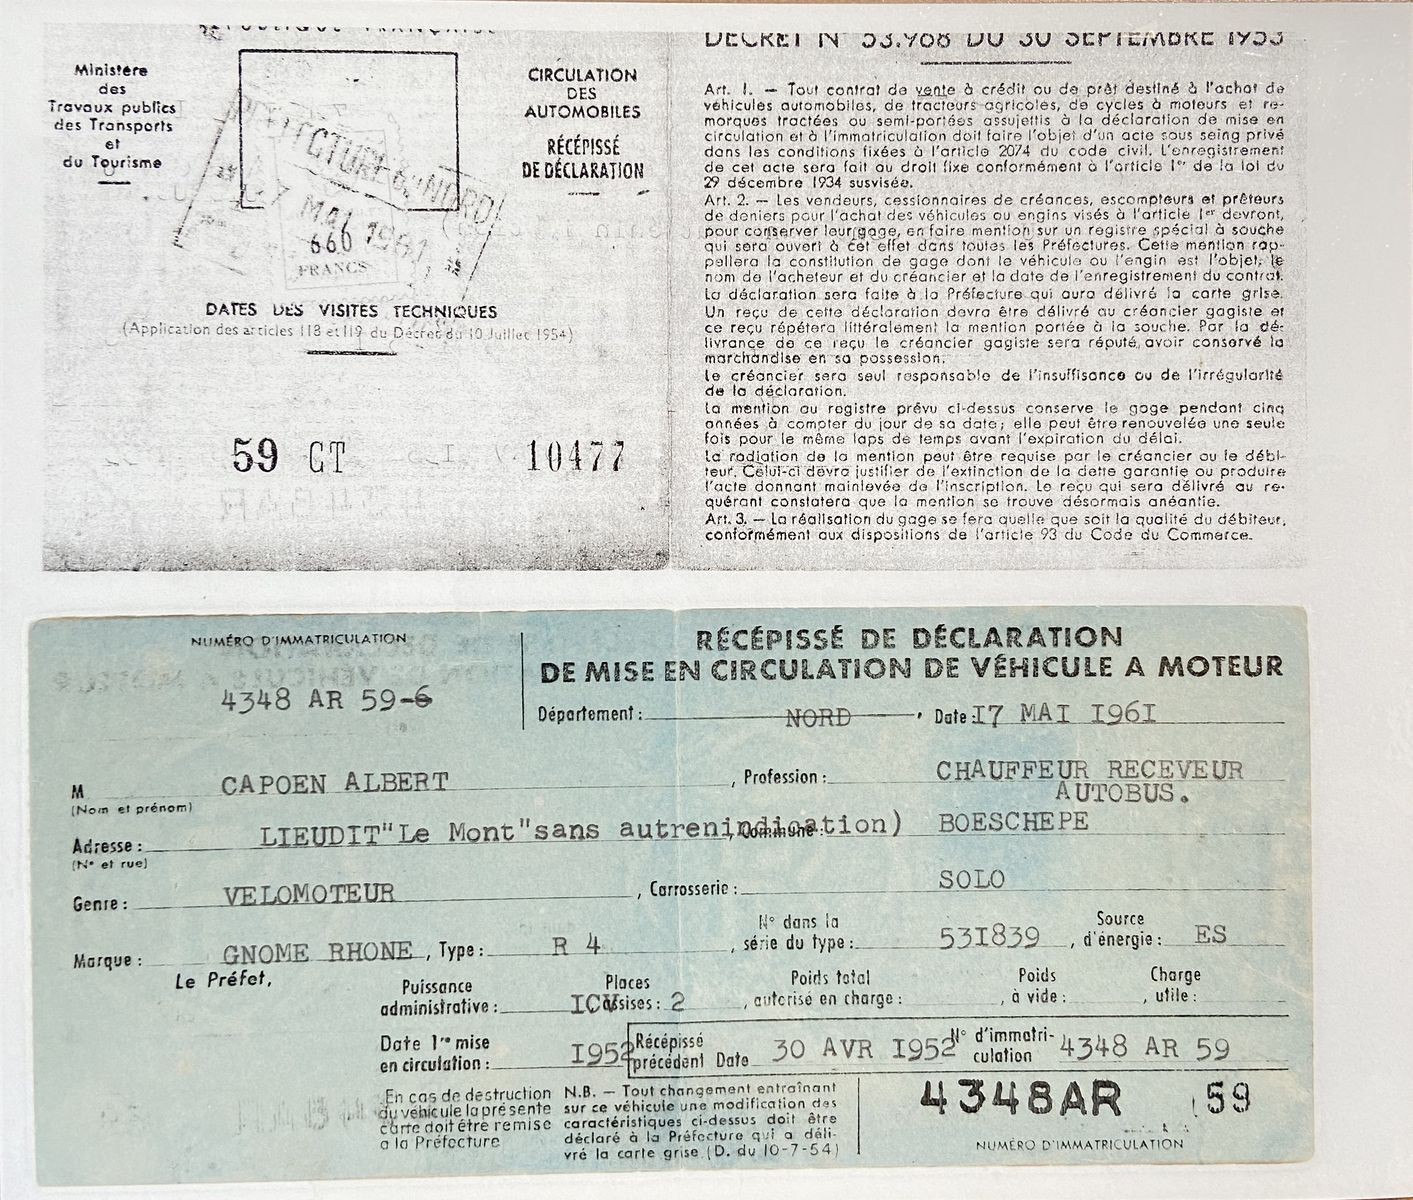 RÉPUBLIQUE FRANÇAISE
Ministère
des
Travaux publics
des Transports
et
du Tourisme
PRÉFECTURE du NORD
17 MAI 1961
660
FRANCS
CIRCULATION
DES
AUTOMOBILES
RÉCÉPISSÉ
DE DÉCLARATION
DATES DES VISITES TECHNIQUES
(Application des articles 118 et 119 du Décret du 10 Juillet 1954)
59 CT 10477
DECRET N° 53.968 DU 30 SEPTEMBRE 1953
Art. 1. — Tout contrat de vente à crédit ou de prêt destiné à l'achat de
véhicules automobiles, de tracteurs agricoles, de cycles à moteurs et re-
morques tractées ou semi-portées assujettis à la déclaration de mise en
circulation et à l'immatriculation doit faire l'objet d'un acte sous seing privé
dans les conditions fixées à l'article 2074 du code civil. L'enregistrement
de cet acte sera fait au droit fixe conformément à l'article 1er de la loi du
29 décembre 1934 susvisée.
Art. 2. — Les vendeurs, cessionnaires de créances, escompteurs et prêteurs
de deniers pour l'achat des véhicules ou engins visés à l'article 1er devront,
pour conserver leur gage, en faire mention sur un registre spécial à souche
qui sera ouvert à cet effet dans toutes les Préfectures. Cette mention rap-
pellera la constitution de gage dont le véhicule ou l'engin est l'objet, le
nom de l'acheteur et du créancier et la date de l'enregistrement du contrat.
La déclaration sera faite à la Préfecture qui aura délivré la carte grise.
Un reçu de cette déclaration devra être délivré au créancier gagiste et
ce reçu répétera littéralement la mention portée à la souche. Par la dé-
livrance de ce reçu le créancier gagiste sera réputé avoir conservé la
marchandise en sa possession.
Le créancier sera seul responsable de l'insuffisance ou de l'irrégularité
de la déclaration.
La mention au registre prévu ci-dessus conserve le gage pendant cinq
années à compter du jour de sa date; elle peut être renouvelée une seule
fois pour le même laps de temps avant l'expiration du délai.
La radiation de la mention peut être requise par le créancier ou le débi-
teur. Celui-ci devra justifier de l'extinction de la dette garantie ou produire
l'acte donnant mainlevée de l'inscription. Le reçu qui sera délivré au re-
quérant constatera que la mention se trouve désormais anéantie.
Art. 3. — La réalisation du gage se fera quelle que soit la qualité du débiteur,
conformément aux dispositions de l'article 93 du Code du Commerce.
NUMÉRO D'IMMATRICULATION
4348 AR 59-6
RÉCÉPISSÉ DE DÉCLARATION
DE MISE EN CIRCULATION DE VÉHICULE A MOTEUR
Département : NORD , Date : I7 MAI I96I
M CAPOEN ALBERT , Profession : CHAUFFEUR RECEVEUR
(Nom et prénom) AUTOBUS.
Adresse : LIEUDIT"Le Mont"sans autrenindication) , Commune : BOESCHEPE
(N° et rue)
Genre : VELOMOTEUR , Carrosserie : SOLO
Marque : GNOME RHONE , Type : R 4 , N° dans la série du type : 53I839 , Source d'énergie : ES
Le Préfet,
Puissance administrative : ICV Places assises : 2 , Poids total autorisé en charge : , Poids à vide : , Charge utile :
Date 1re mise en circulation : I952 Récépissé précédent Date 30 AVR I952 N° d'immatri-culation 4348 AR 59
En cas de destruction
du véhicule la présente
carte doit être remise
a la Préfecture
N.B. — Tout changement entraînant
sur ce véhicule une modification des
caractéristiques ci-dessus doit être
déclaré à la Préfecture qui a déli-
vré la carte grise. (D. du 10-7-54)
4348AR 59
NUMÉRO D'IMMATRICULATION